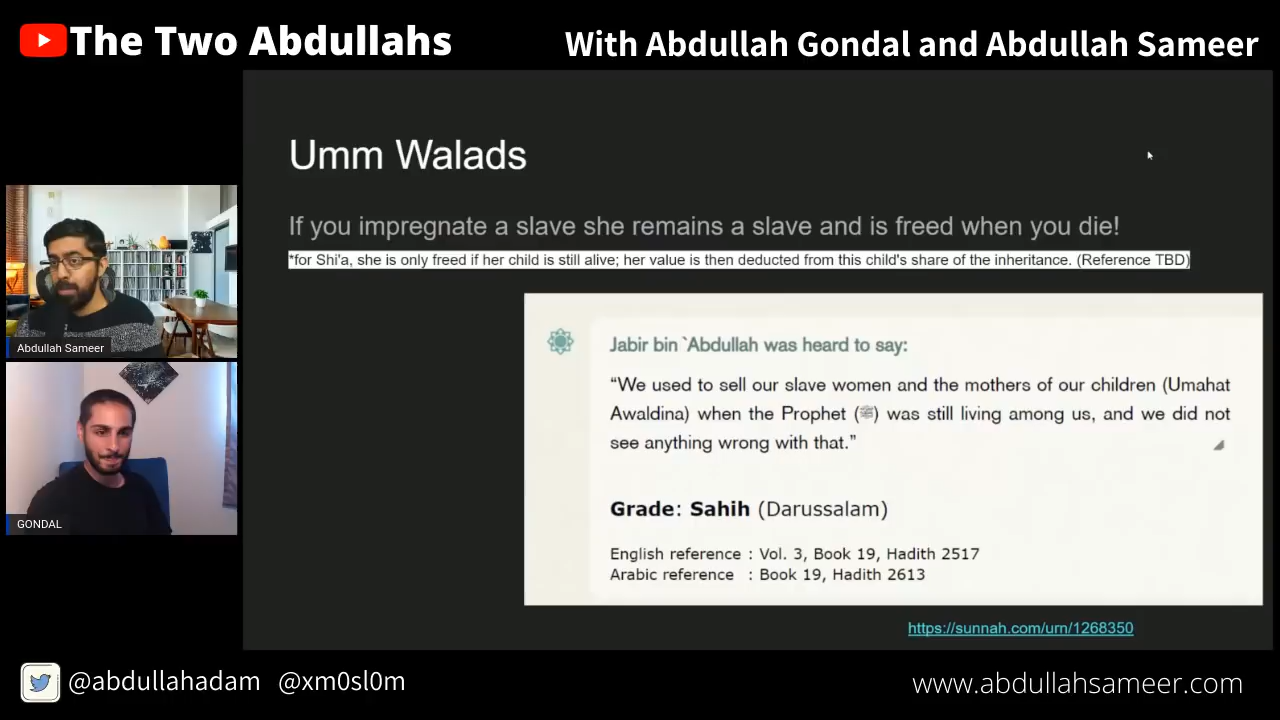 The Two Abdullahs
With Abdullah Gondal and Abdullah Sameer
Umm Walads
If you impregnate a slave she remains a slave and is freed when you die!
*for Shi'a, she is only freed if her child is still alive; her value is then deducted from this child's share of the inheritance. (Reference TBD)
Jabir bin `Abdullah was heard to say:
“We used to sell our slave women and the mothers of our children (Umahat
Awaldina) when the Prophet (ﷺ) was still living among us, and we did not
see anything wrong with that.”
Grade: Sahih (Darussalam)
English reference : Vol. 3, Book 19, Hadith 2517
Arabic reference : Book 19, Hadith 2613
https://sunnah.com/urn/1268350
Abdullah Sameer
GONDAL
@abdullahadam @xm0sl0m
www.abdullahsameer.com